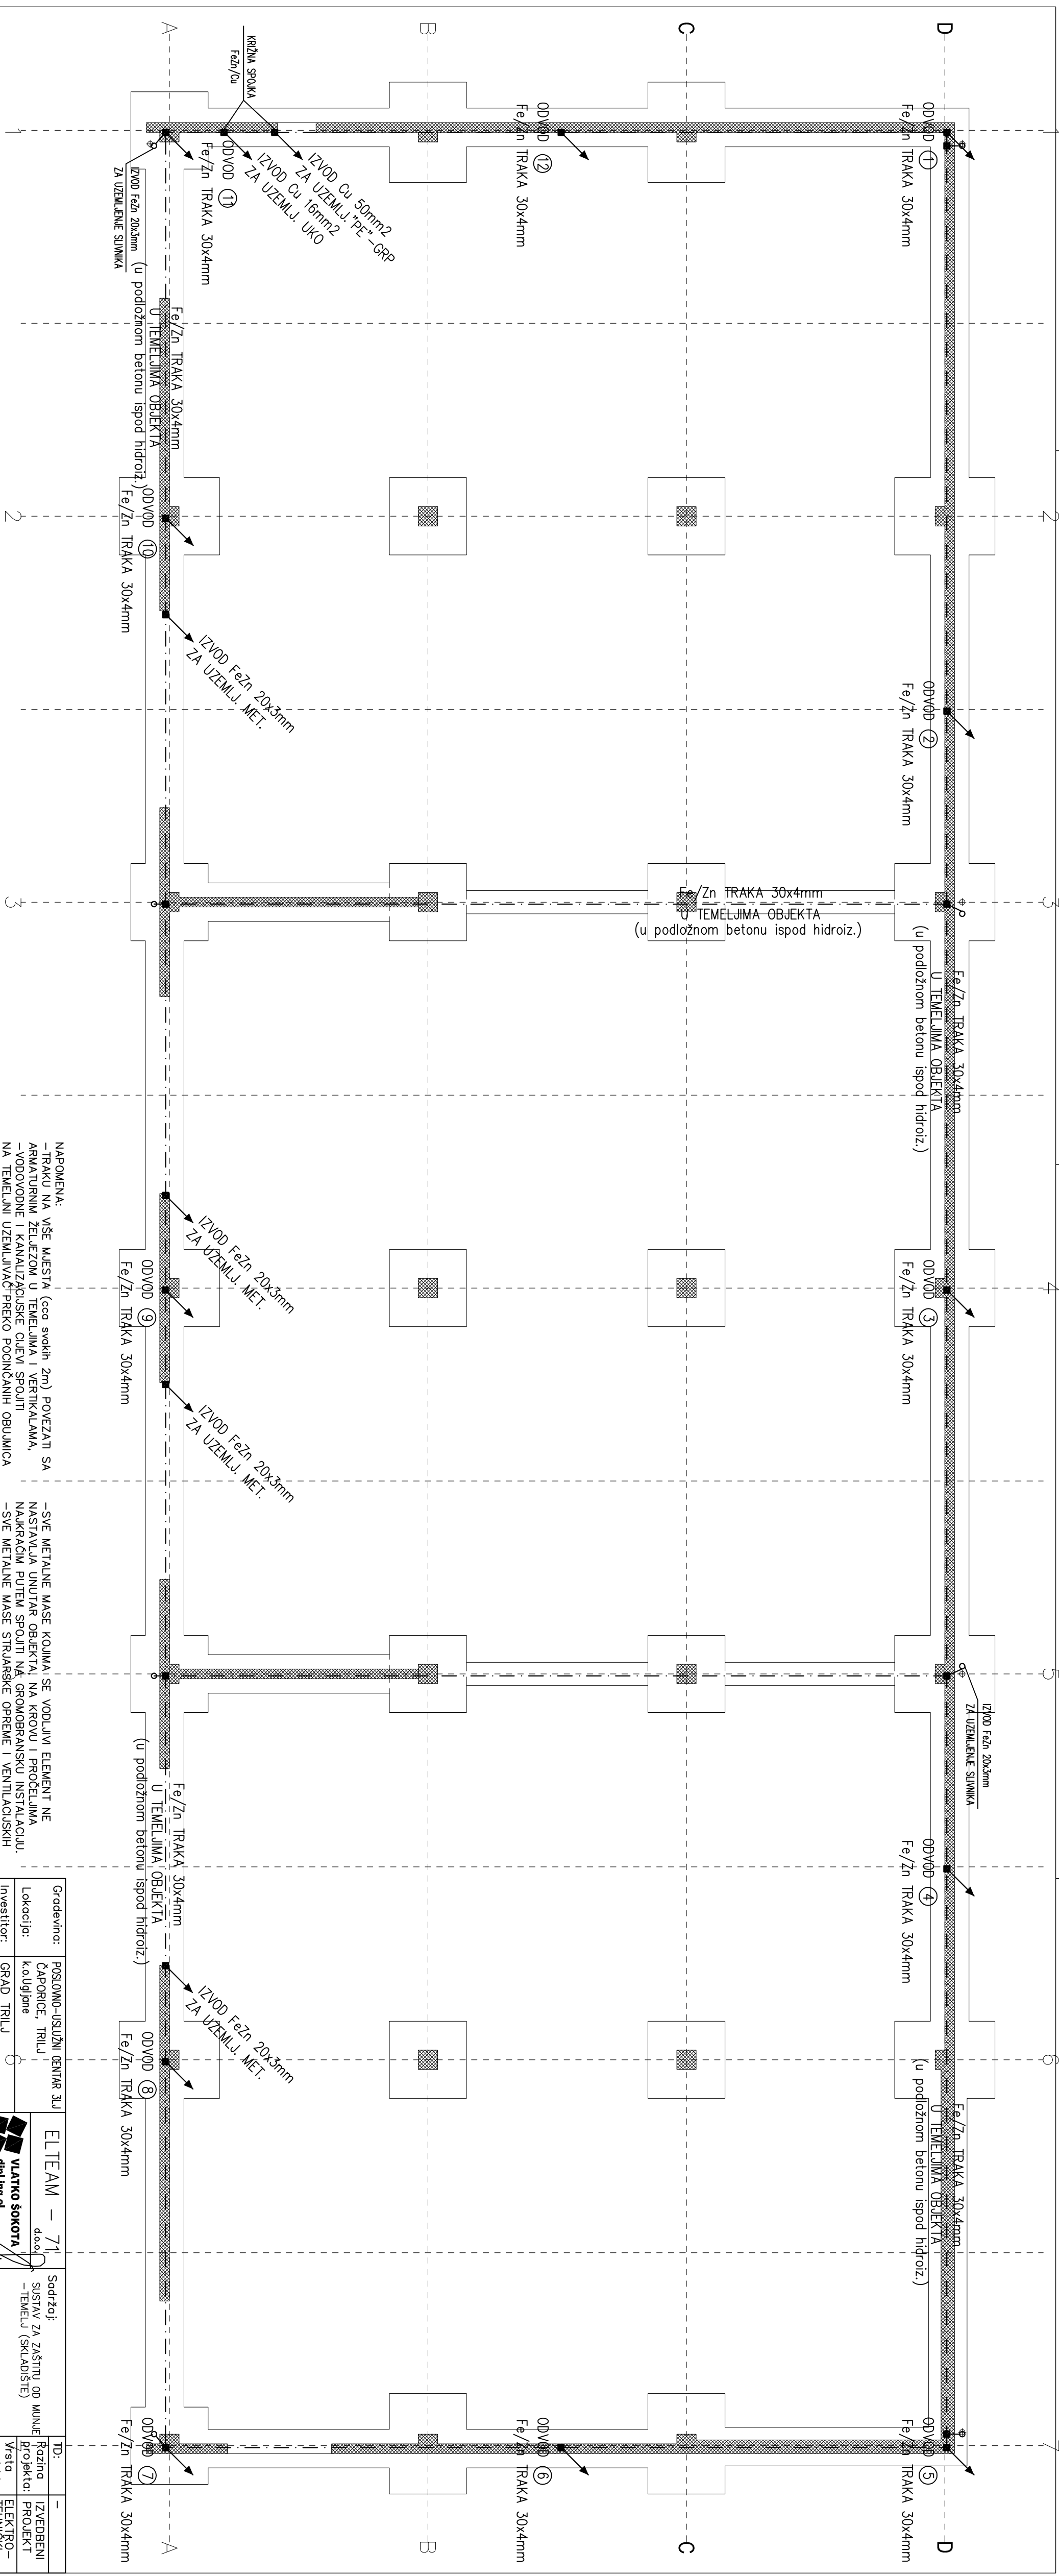 D
C
B
A
1
2
3
4
5
6
7
D
C
B
A
1
2
3
6
ODVOD 1
Fe/Zn TRAKA 30x4mm
ODVOD 2
Fe/Zn TRAKA 30x4mm
ODVOD 3
Fe/Zn TRAKA 30x4mm
ODVOD 4
Fe/Zn TRAKA 30x4mm
ODVOD 5
Fe/Zn TRAKA 30x4mm
Fe/Zn TRAKA 30x4mm
U TEMELJIMA OBJEKTA
(u podložnom betonu ispod hidroiz.)
IZVOD FeZn 20x3mm
ZA UZEMLJENJE SLIVNIKA
Fe/Zn TRAKA 30x4mm
U TEMELJIMA OBJEKTA
(u podložnom betonu ispod hidroiz.)
Fe/Zn TRAKA 30x4mm
U TEMELJIMA OBJEKTA
(u podložnom betonu ispod hidroiz.)
ODVOD 12
Fe/Zn TRAKA 30x4mm
ODVOD 6
Fe/Zn TRAKA 30x4mm
KRIŽNA SPOJKA
FeZn/Cu
IZVOD Cu 50mm2
ZA UZEMLJ."PE"-GRP
IZVOD Cu 16mm2
ZA UZEMLJ. UKO
ODVOD 11
Fe/Zn TRAKA 30x4mm
IZVOD FeZn 20x3mm
ZA UZEMLJENJE SLIVNIKA
Fe/Zn TRAKA 30x4mm
U TEMELJIMA OBJEKTA
(u podložnom betonu ispod hidroiz.)
ODVOD 10
Fe/Zn TRAKA 30x4mm
IZVOD FeZn 20x3mm
ZA UZEMLJ. MET.
IZVOD FeZn 20x3mm
ZA UZEMLJ. MET.
ODVOD 9
Fe/Zn TRAKA 30x4mm
IZVOD FeZn 20x3mm
ZA UZEMLJ. MET.
Fe/Zn TRAKA 30x4mm
U TEMELJIMA OBJEKTA
(u podložnom betonu ispod hidroiz.)
IZVOD FeZn 20x3mm
ZA UZEMLJ. MET.
ODVOD 8
Fe/Zn TRAKA 30x4mm
ODVOD 7
Fe/Zn TRAKA 30x4mm
NAPOMENA:
-TRAKU NA VIŠE MJESTA (cca svakih 2m) POVEZATI SA
ARMATURNIM ŽELJEZOM U TEMELJIMA I VERTIKALAMA,
-VODOVODNE I KANALIZACIJSKE CIJEVI SPOJITI
NA TEMELJNI UZEMLJIVAČ PREKO POCINČANIH OBUJMICA
-SVE METALNE MASE KOJIMA SE VODLJIVI ELEMENT NE
NASTAVLJA UNUTAR OBJEKTA, NA KROVU I PROČELJIMA
NAJKRAĆIM PUTEM SPOJITI NA GROMOBRANSKU INSTALACIJU.
-SVE METALNE MASE STRJARSKE OPREME I VENTILACIJSKIH
Građevina: POSLOVNO-USLUŽNI CENTAR 3LJ
ČAPORICE, TRILJ
Lokacija: k.o.Ugljane
Investitor: GRAD TRILJ
ELTEAM - 71
d.o.o.
VLATKO ŠOKOTA
dipl.ing.el.
Sadržaj:
SUSTAV ZA ZAŠTITU OD MUNJE
-TEMELJ (SKLADIŠTE)
TD: -
Razina projekta: IZVEDBENI PROJEKT
Vrsta ELEKTRO-